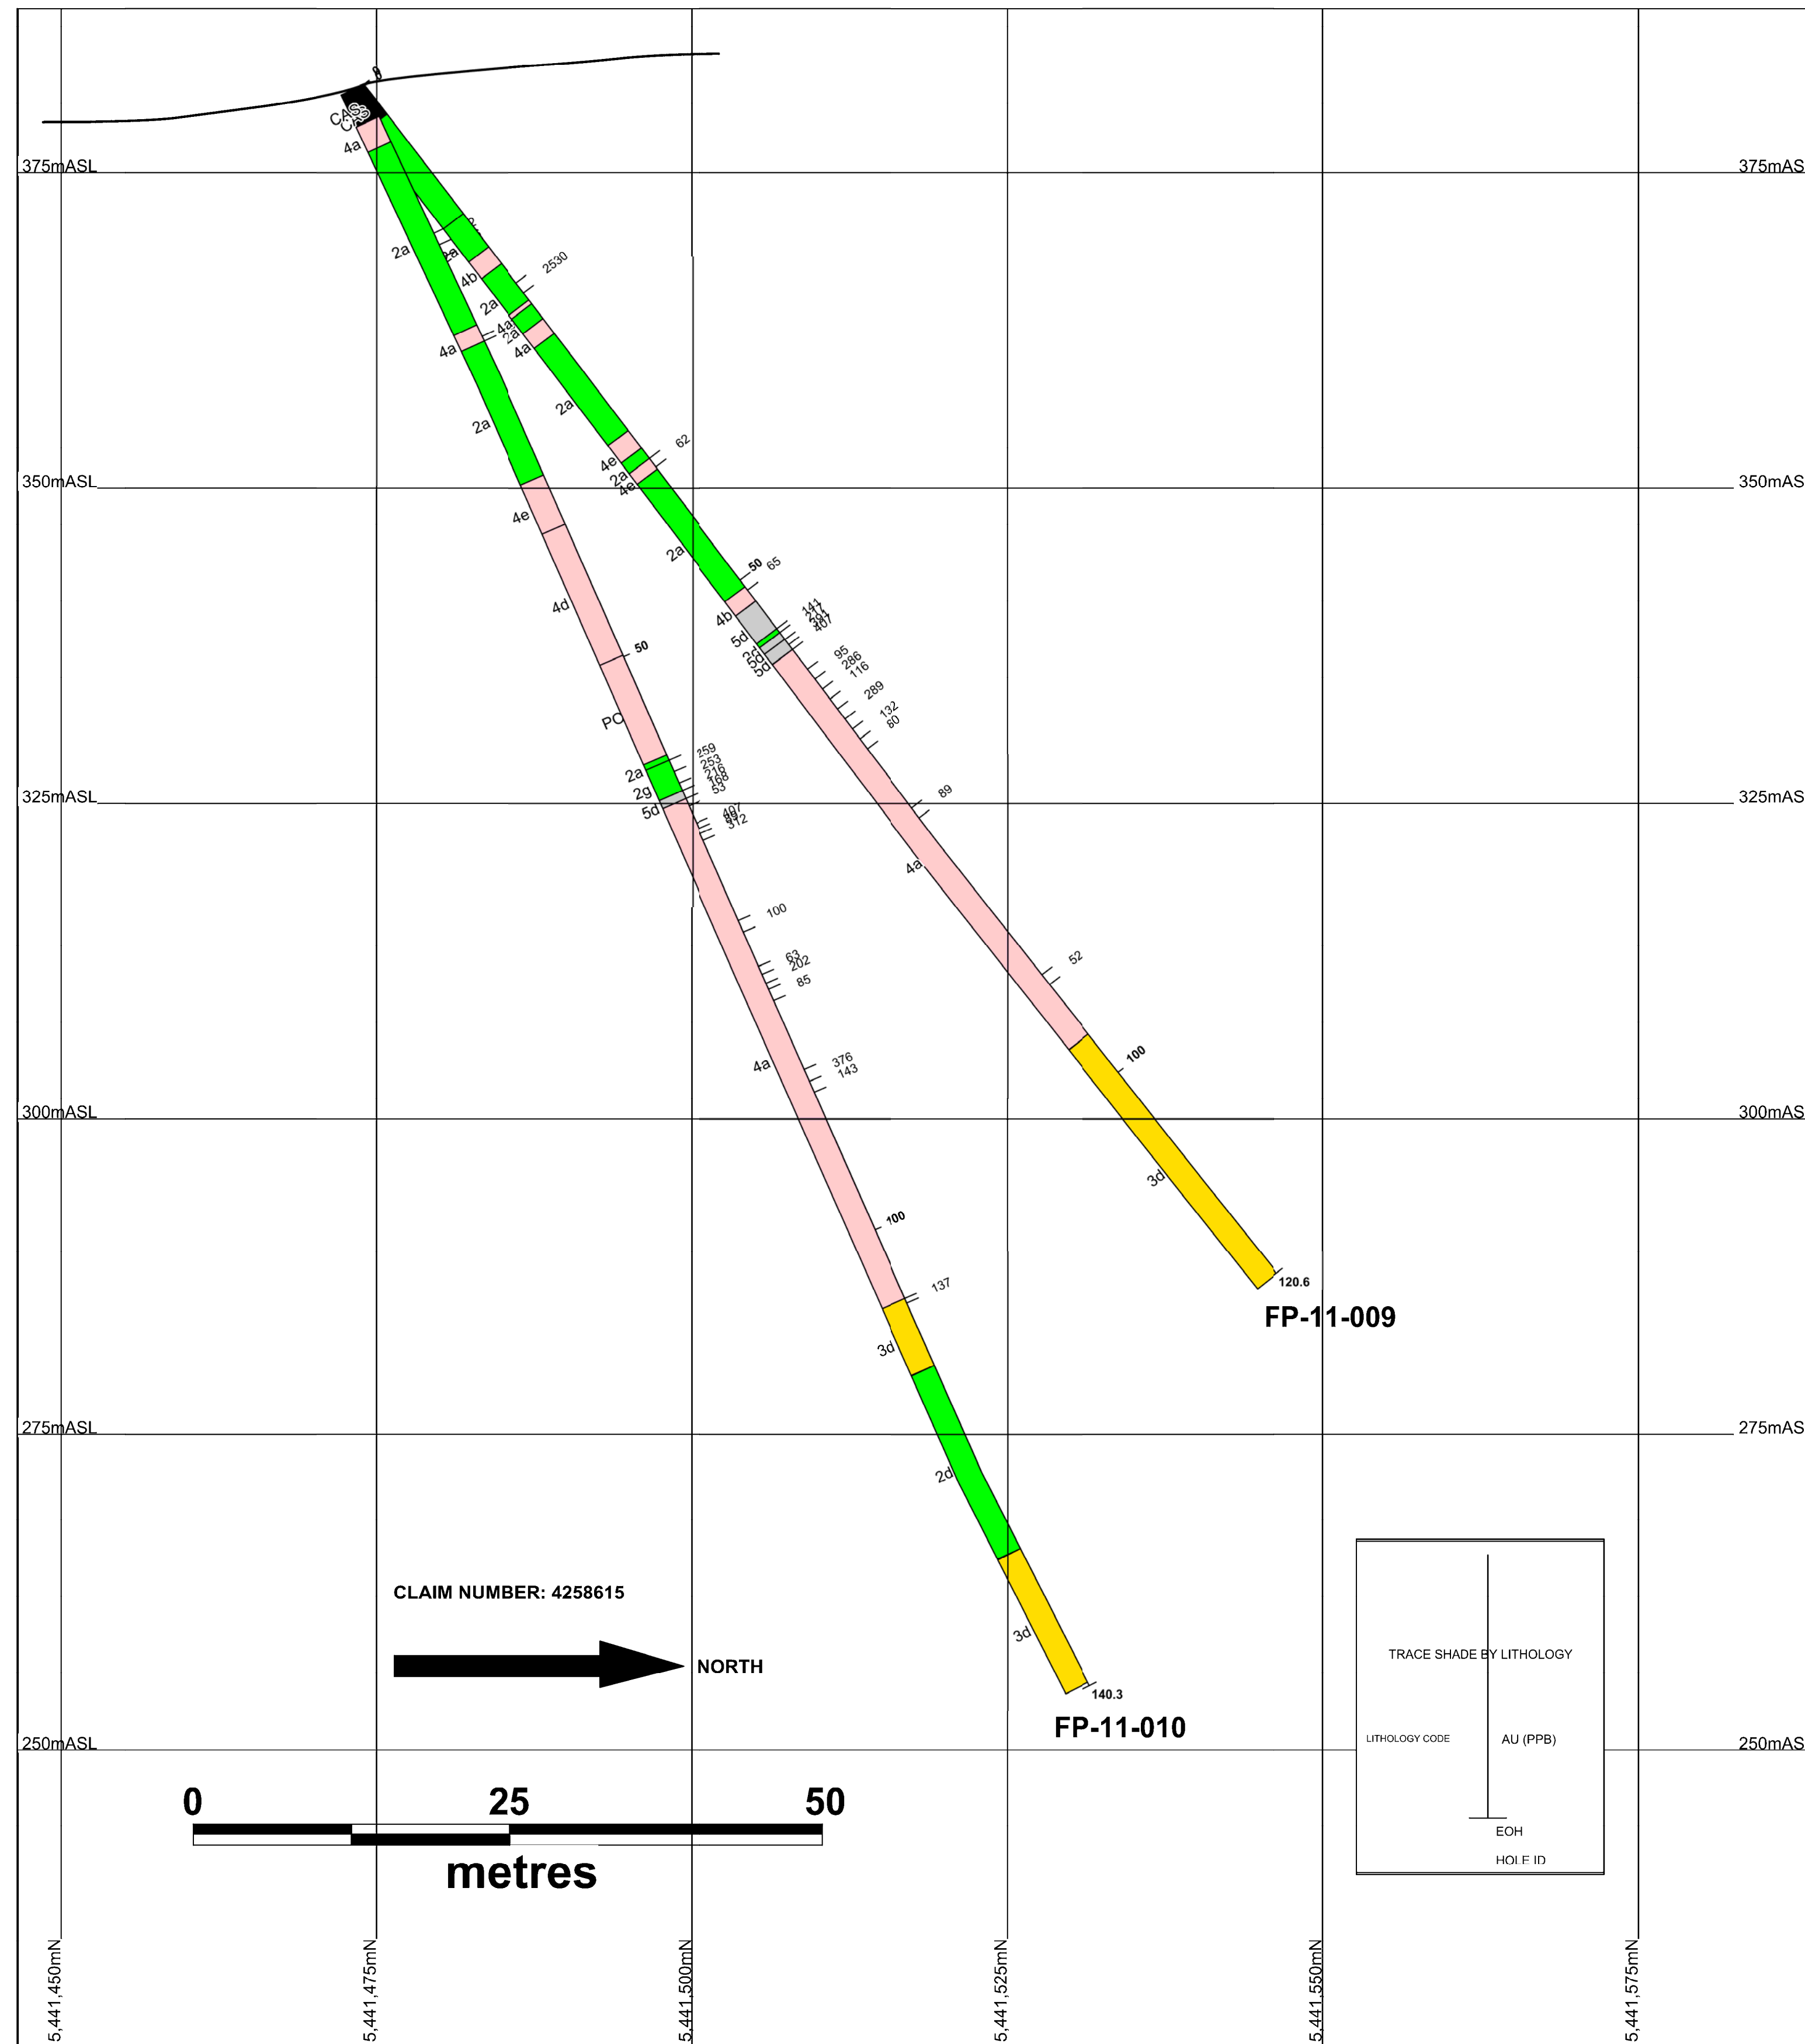 0
CAS
CAS
4a
375mASL
375mAS
2a
2a
4b
2530
2a
4a
2a
4a
4a
2a
2a
62
4e
2a
4e
350mASL
350mAS
4e
2a
50
65
4d
4b
141
407
5d
5d
5d
50
95
286
116
289
132
80
PO
259
253
216
168
53
2a
2g
5d
89
325mASL
325mAS
407
312
4a
100
63
202
85
52
4a
376
143
100
300mASL
300mAS
3d
100
137
120.6
FP-11-009
3d
275mASL
275mAS
2d
CLAIM NUMBER: 4258615
NORTH
3d
140.3
FP-11-010
TRACE SHADE BY LITHOLOGY
LITHOLOGY CODE
AU (PPB)
EOH
HOLE ID
250mASL
250mAS
0 25 50
metres
5,441,450mN
5,441,475mN
5,441,500mN
5,441,525mN
5,441,550mN
5,441,575mN